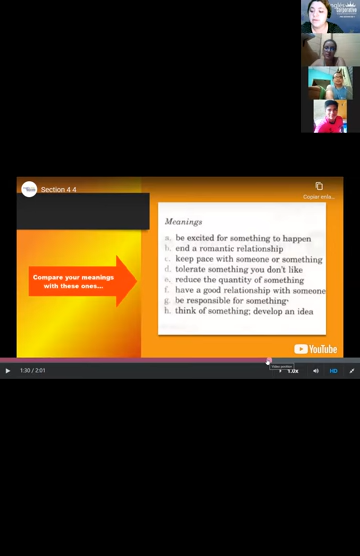 Section 4 4
Copiar enla...
Meanings
a. be excited for something to happen
b. end a romantic relationship
c. keep pace with someone or something
d. tolerate something you don't like
e. reduce the quantity of something
f. have a good relationship with someone
g. be responsible for something
h. think of something; develop an idea
Compare your meanings
with these ones...
YouTube
1:30 / 2:01
1.0x
HD